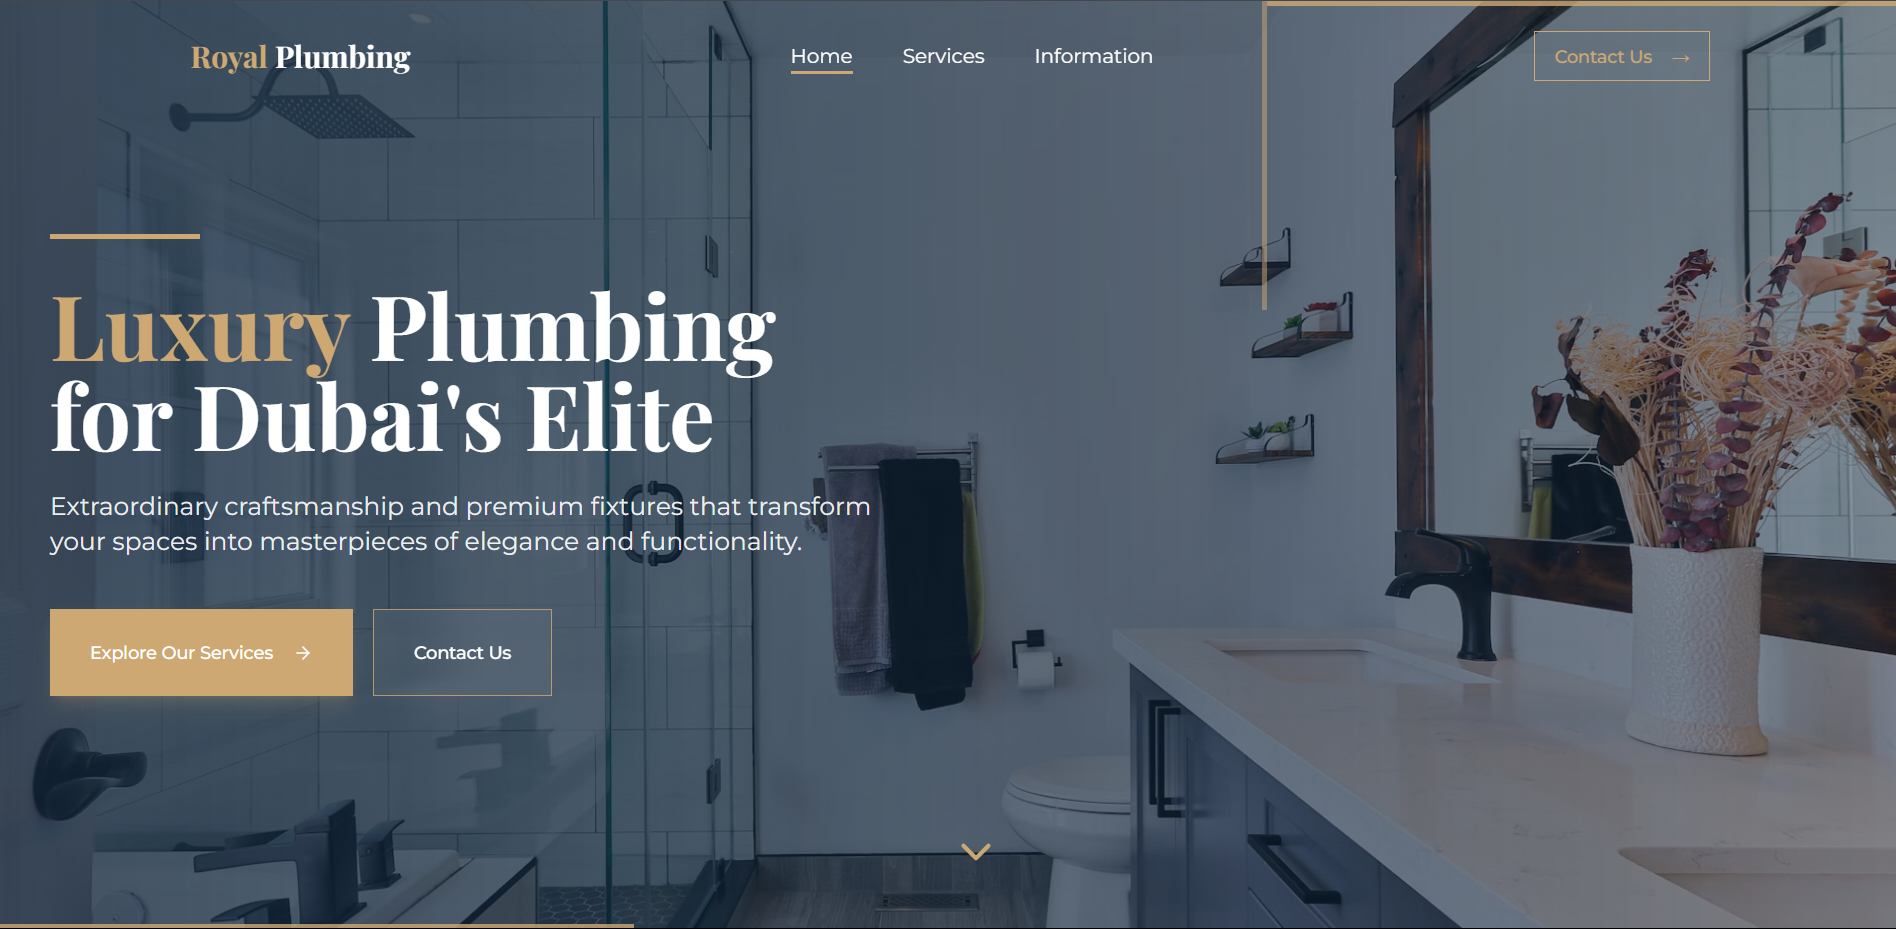 Royal Plumbing
Home
Services
Information
Contact Us →
Luxury Plumbing
for Dubai's Elite
Extraordinary craftsmanship and premium fixtures that transform
your spaces into masterpieces of elegance and functionality.
Explore Our Services →
Contact Us